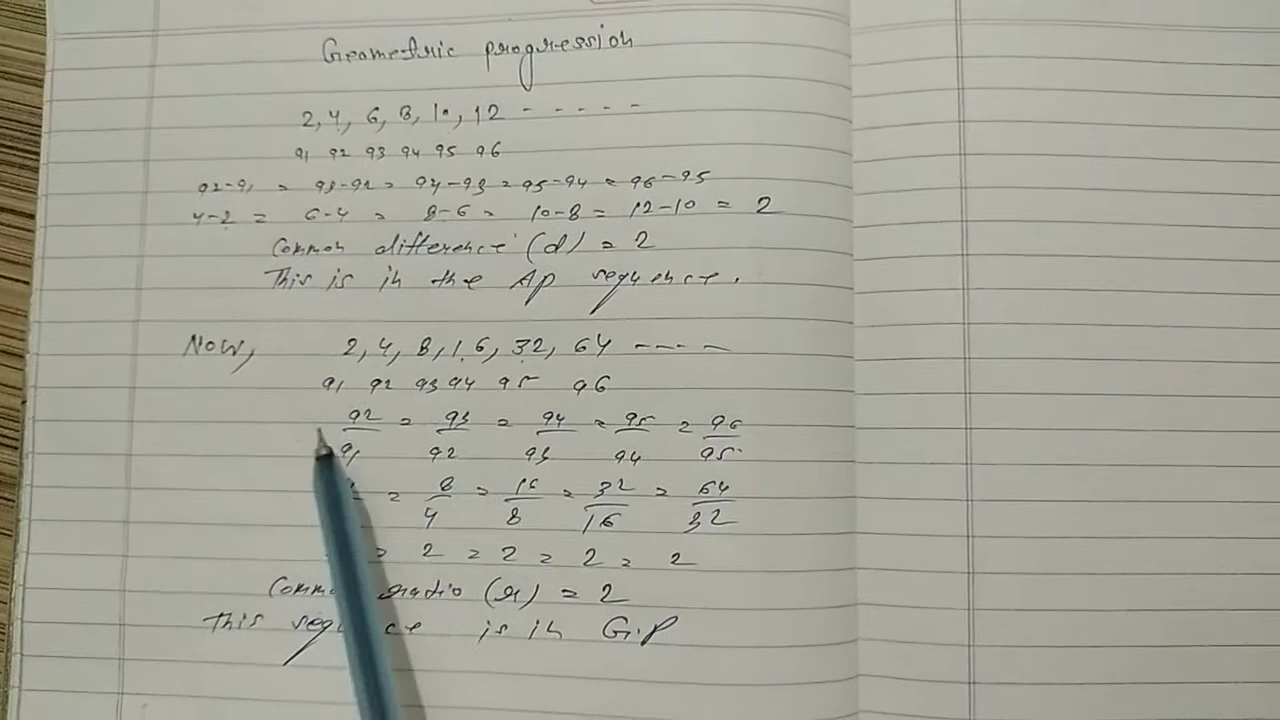 Geometric progression
2, 4, 6, 8, 10, 12 - - - - -
a1 a2 a3 a4 a5 a6
a2-a1 = a3-a2 = a4-a3 = a5-a4 = a6-a5
4-2 = 6-4 = 8-6 = 10-8 = 12-10 = 2
Common difference (d) = 2
This is in the AP sequence.
Now, 2, 4, 8, 16, 32, 64 - - - -
a1 a2 a3 a4 a5 a6
a2/a1 = a3/a2 = a4/a3 = a5/a4 = a6/a5
= 8/4 = 16/8 = 32/16 = 64/32
= 2 = 2 = 2 = 2
radio (r) = 2
This is in G.P